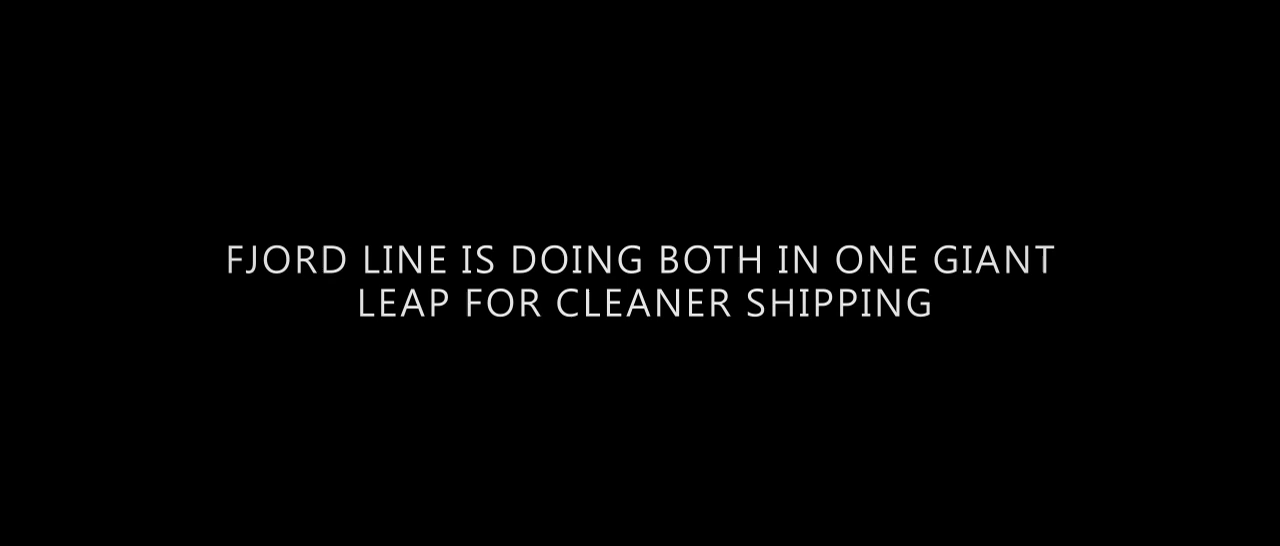 FJORD LINE IS DOING BOTH IN ONE GIANT
LEAP FOR CLEANER SHIPPING